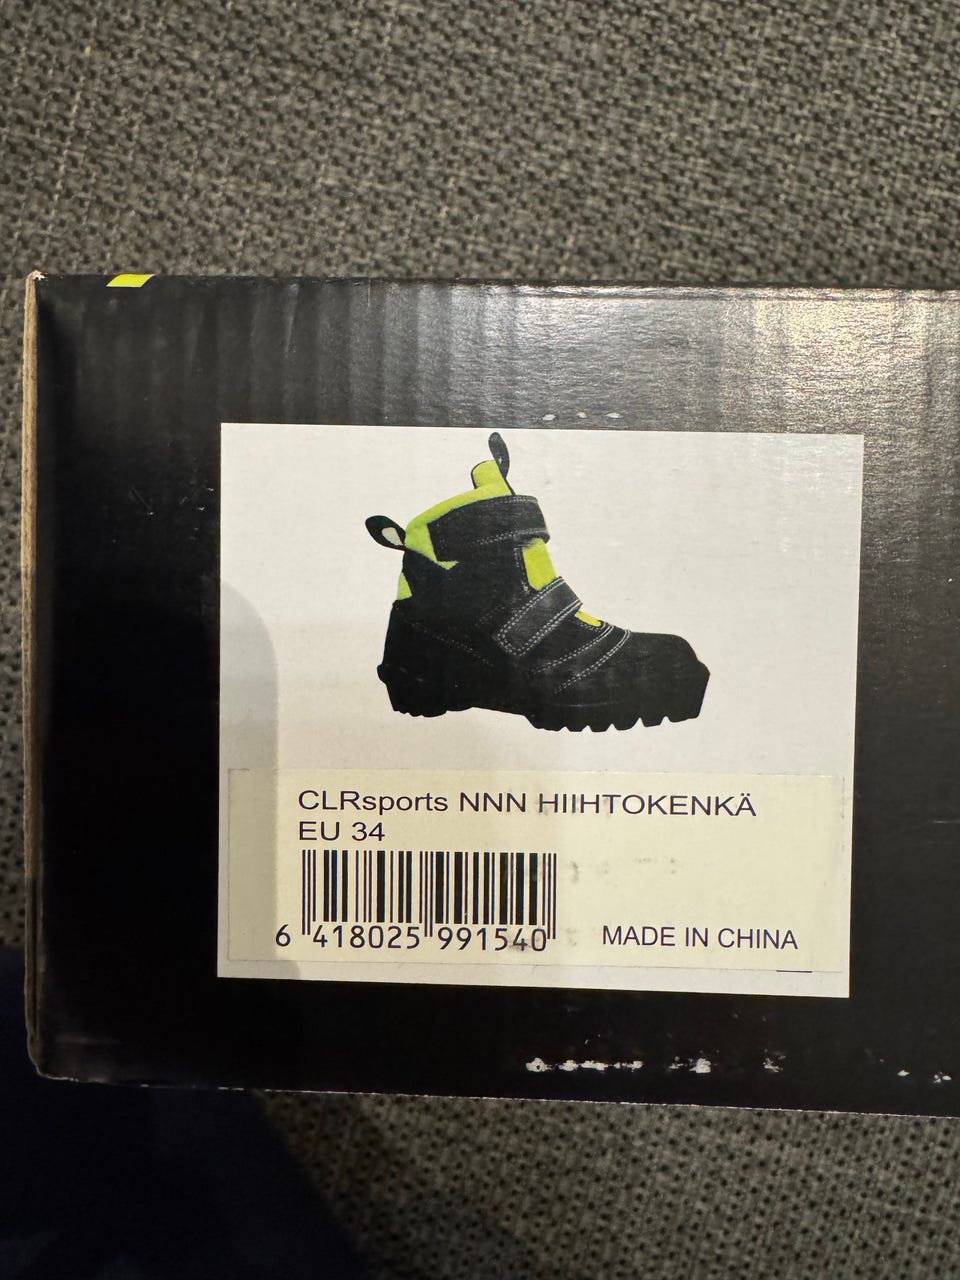 CLRsports NNN HIIHTOKENKÄ
EU 34
6 418025 991540
MADE IN CHINA